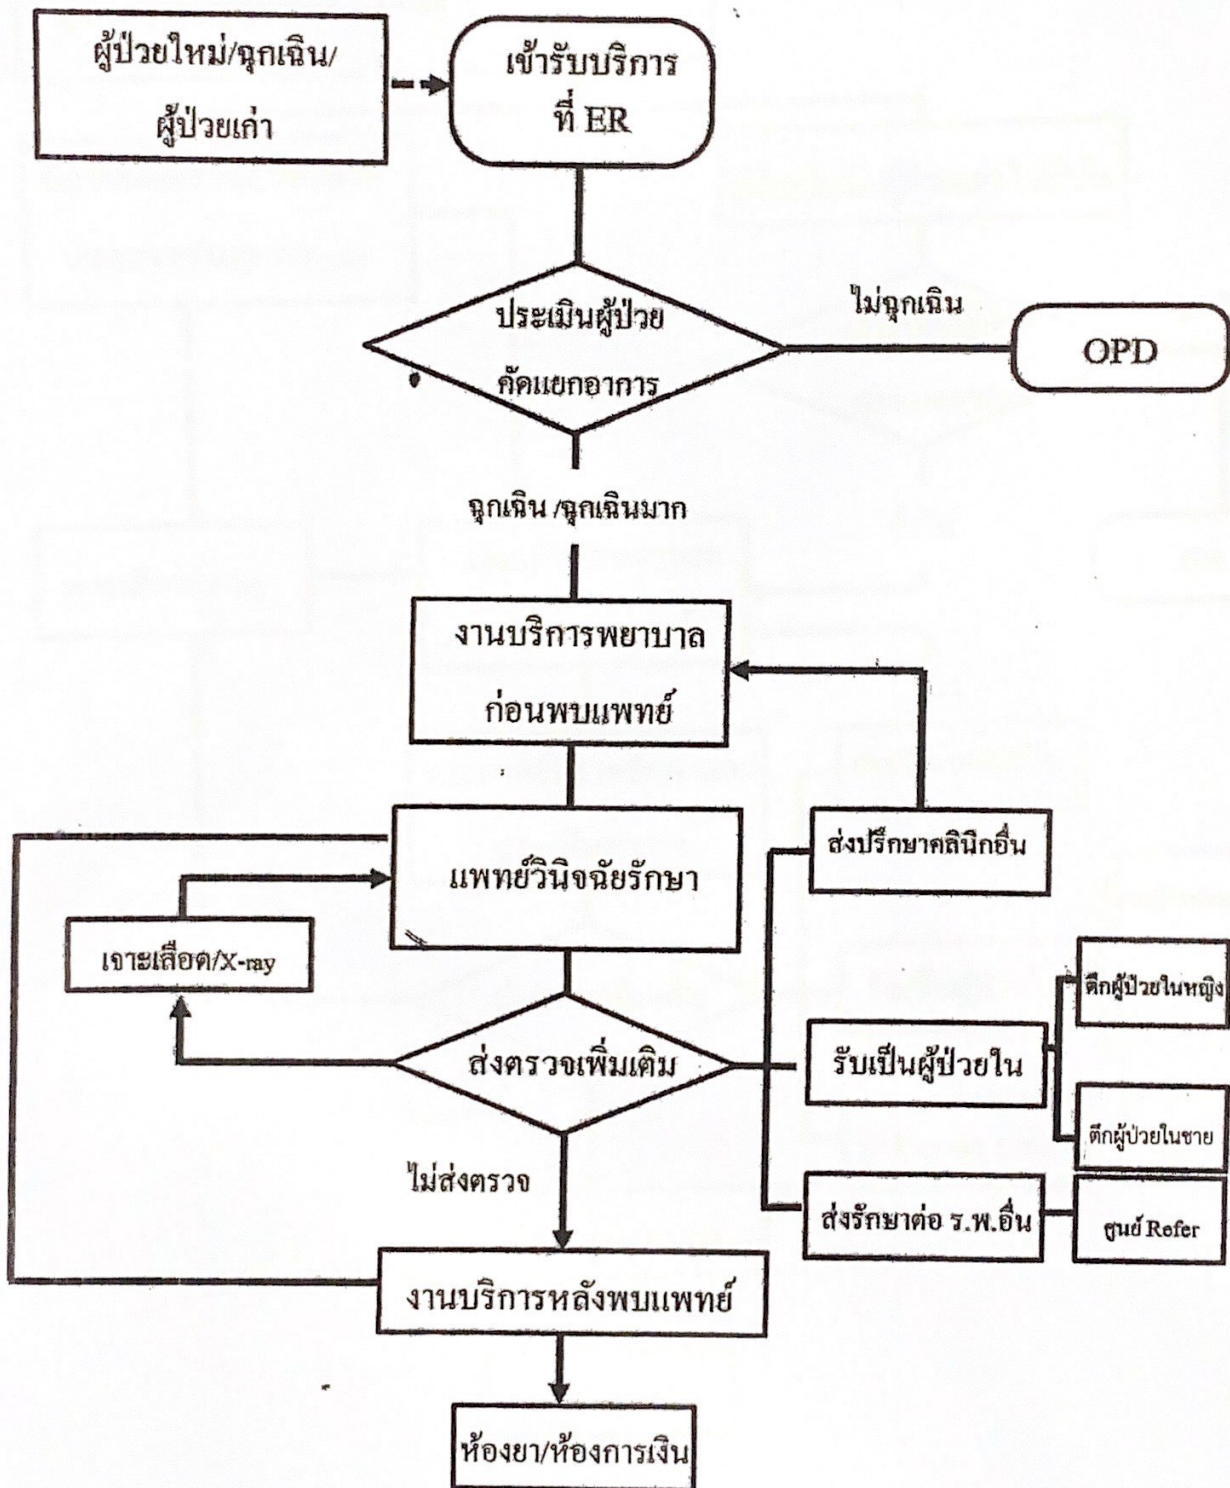 ผู้ป่วยใหม่/ฉุกเฉิน/
ผู้ป่วยเก่า
เข้ารับบริการ
ที่ ER
ประเมินผู้ป่วย
คัดแยกอาการ
ไม่ฉุกเฉิน
OPD
ฉุกเฉิน /ฉุกเฉินมาก
งานบริการพยาบาล
ก่อนพบแพทย์
แพทย์วินิจฉัยรักษา
ส่งปรึกษาคลินิกอื่น
เจาะเลือด/X-ray
ตึกผู้ป่วยในหญิง
ส่งตรวจเพิ่มเติม
รับเป็นผู้ป่วยใน
ตึกผู้ป่วยในชาย
ไม่ส่งตรวจ
ส่งรักษาต่อ ร.พ.อื่น
ศูนย์ Refer
งานบริการหลังพบแพทย์
ห้องยา/ห้องการเงิน